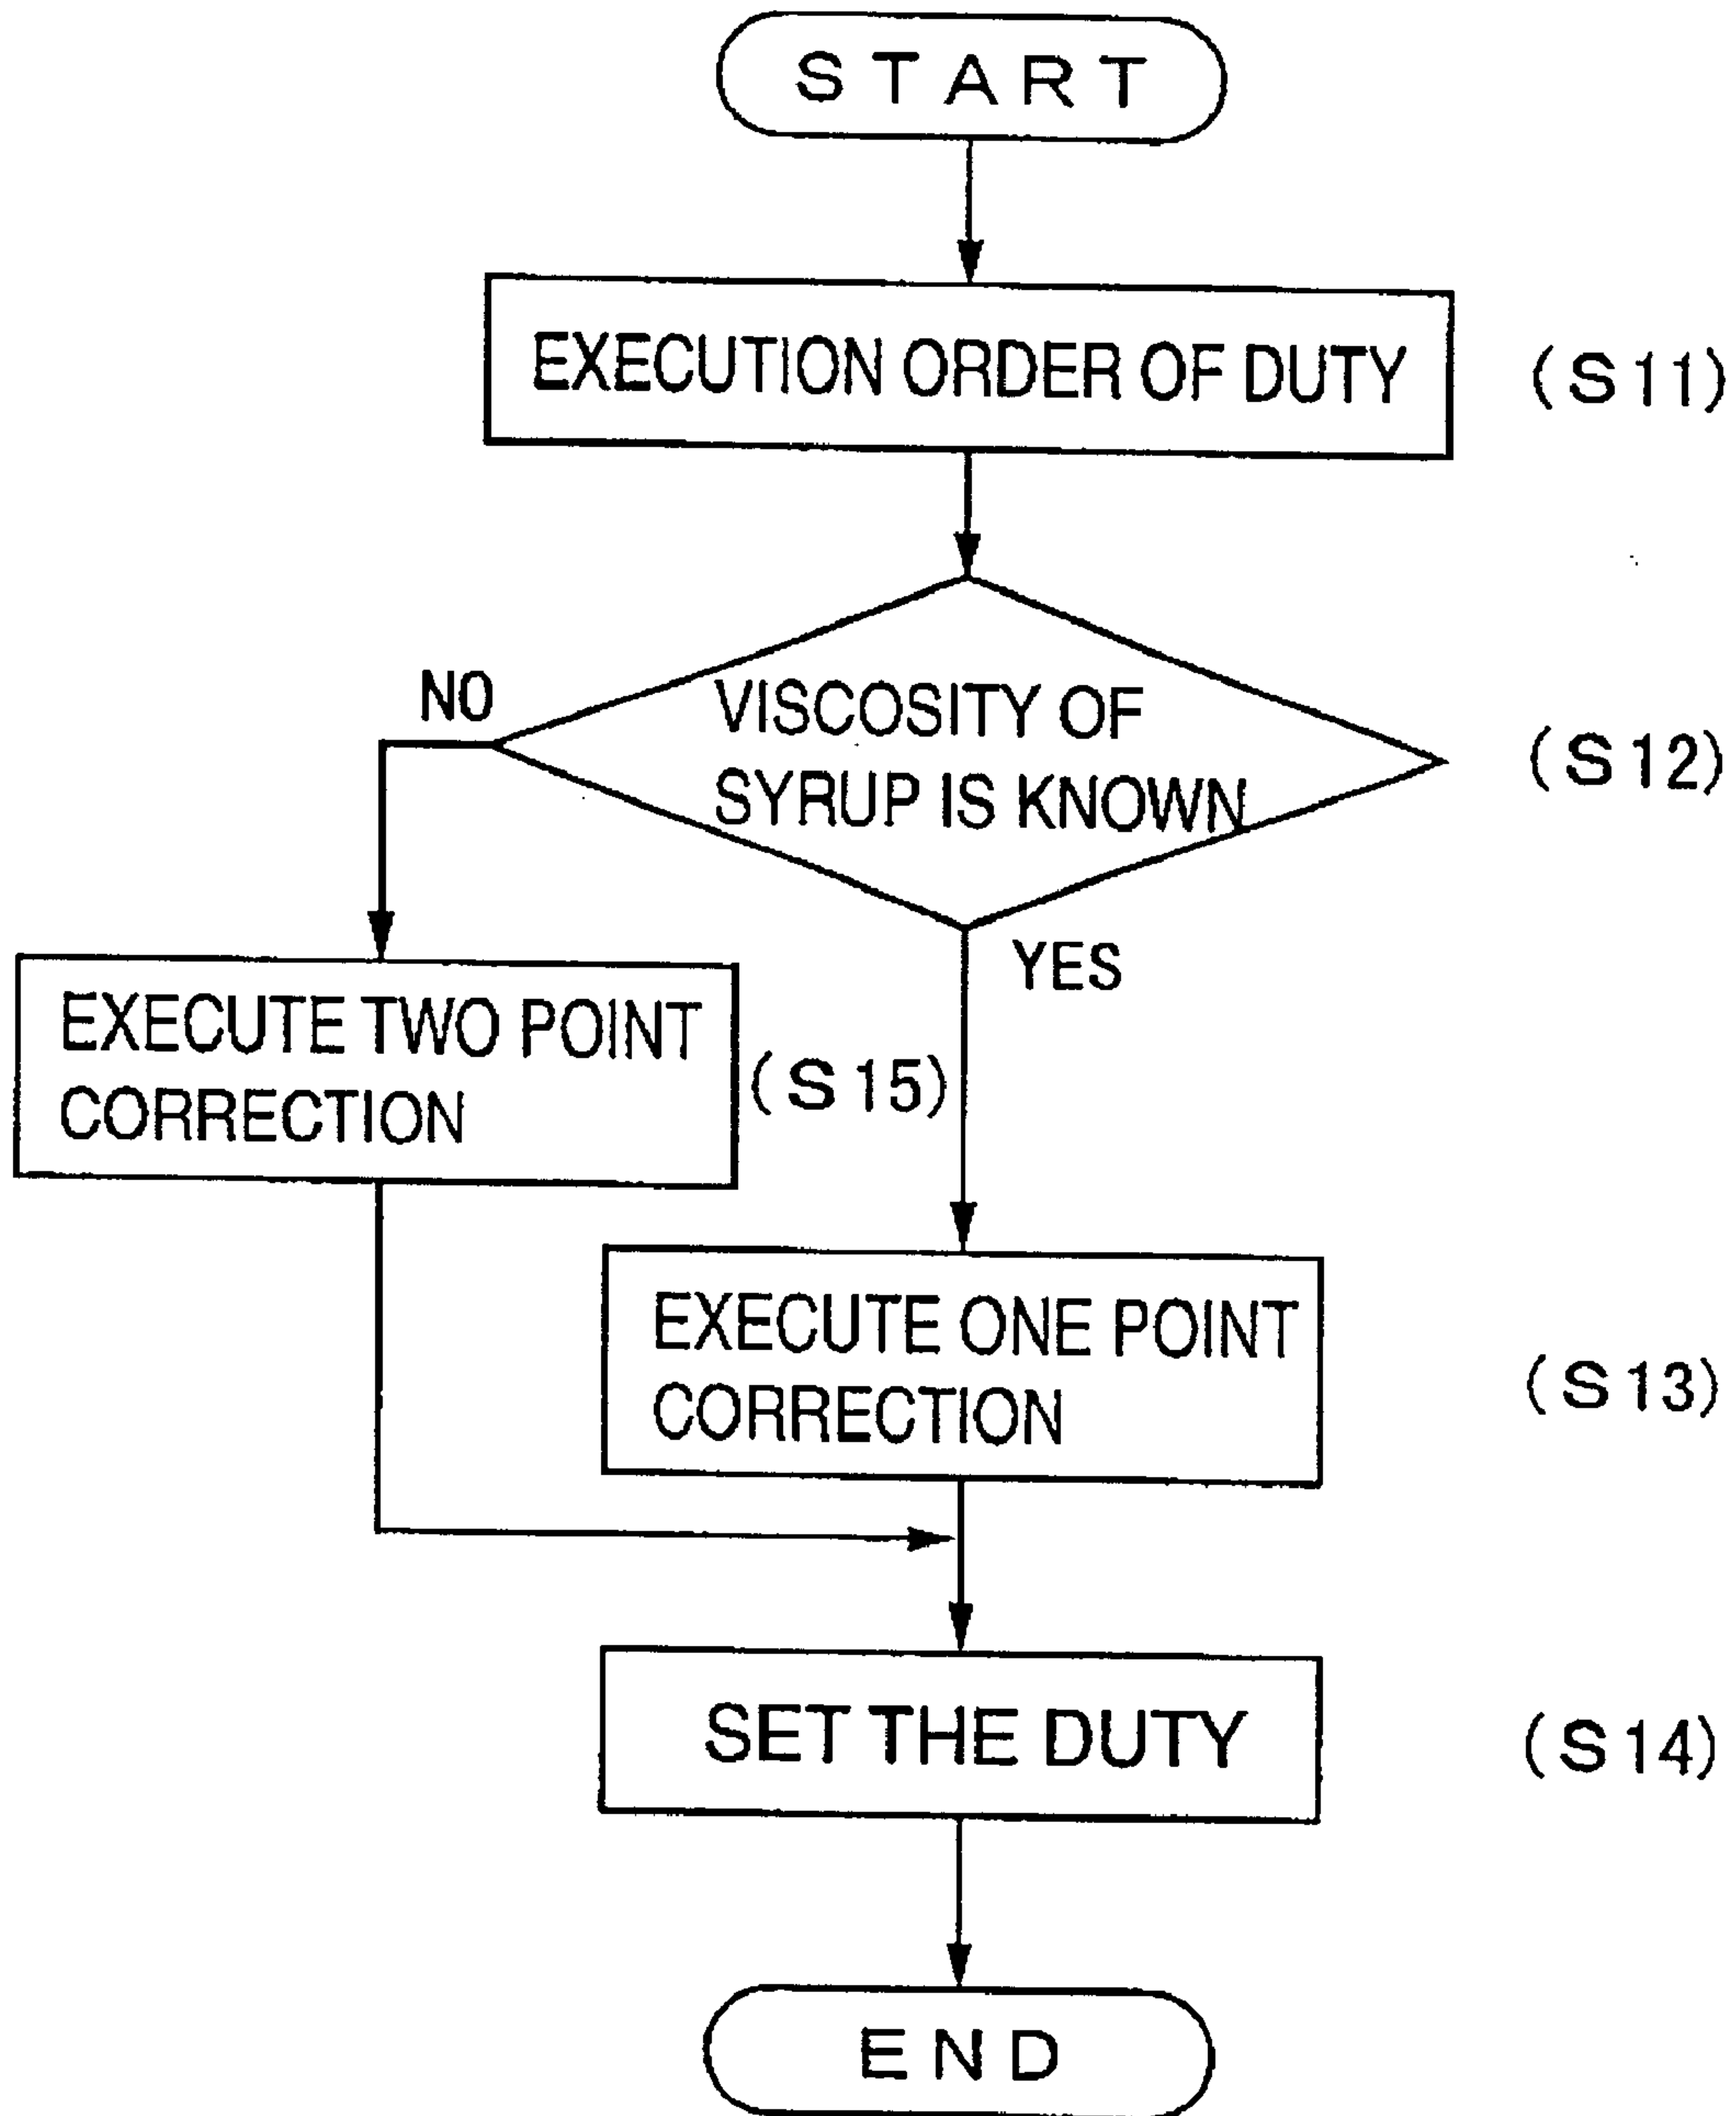 START
EXECUTION ORDER OF DUTY
(S11)
NO
VISCOSITY OF
SYRUP IS KNOWN
(S12)
YES
EXECUTE TWO POINT
CORRECTION
(S15)
EXECUTE ONE POINT
CORRECTION
(S13)
SET THE DUTY
(S14)
END